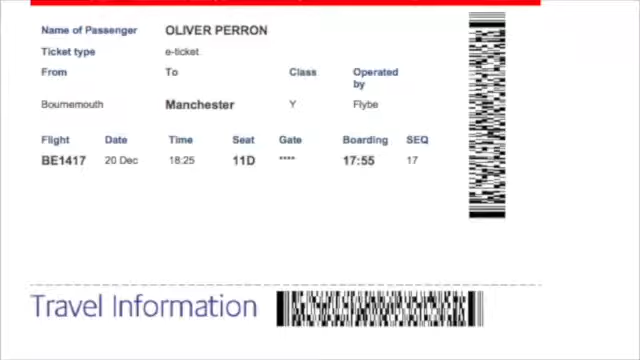 Name of Passenger OLIVER PERRON
Ticket type e-ticket
From To Class Operated by
Bournemouth Manchester Y Flybe
Flight Date Time Seat Gate Boarding SEQ
BE1417 20 Dec 18:25 11D **** 17:55 17
Travel Information